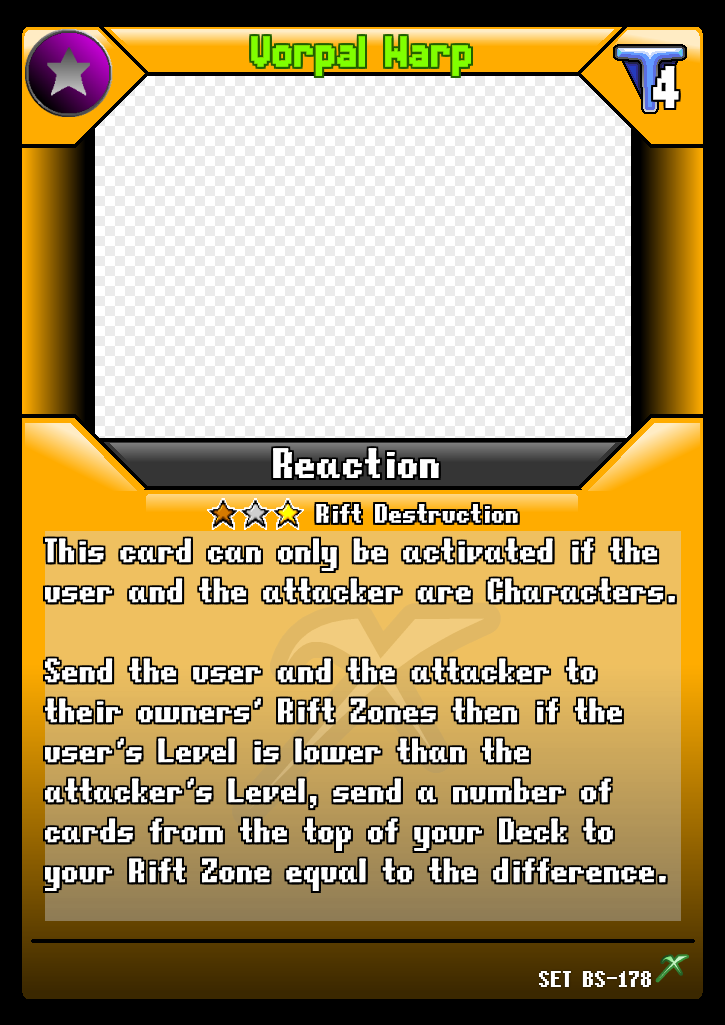 Vorpal Warp
T4
Reaction
Rift Destruction
This card can only be activated if the
user and the attacker are Characters.
Send the user and the attacker to
their owners' Rift Zones then if the
user's Level is lower than the
attacker's Level, send a number of
cards from the top of your Deck to
your Rift Zone equal to the difference.
SET BS-178